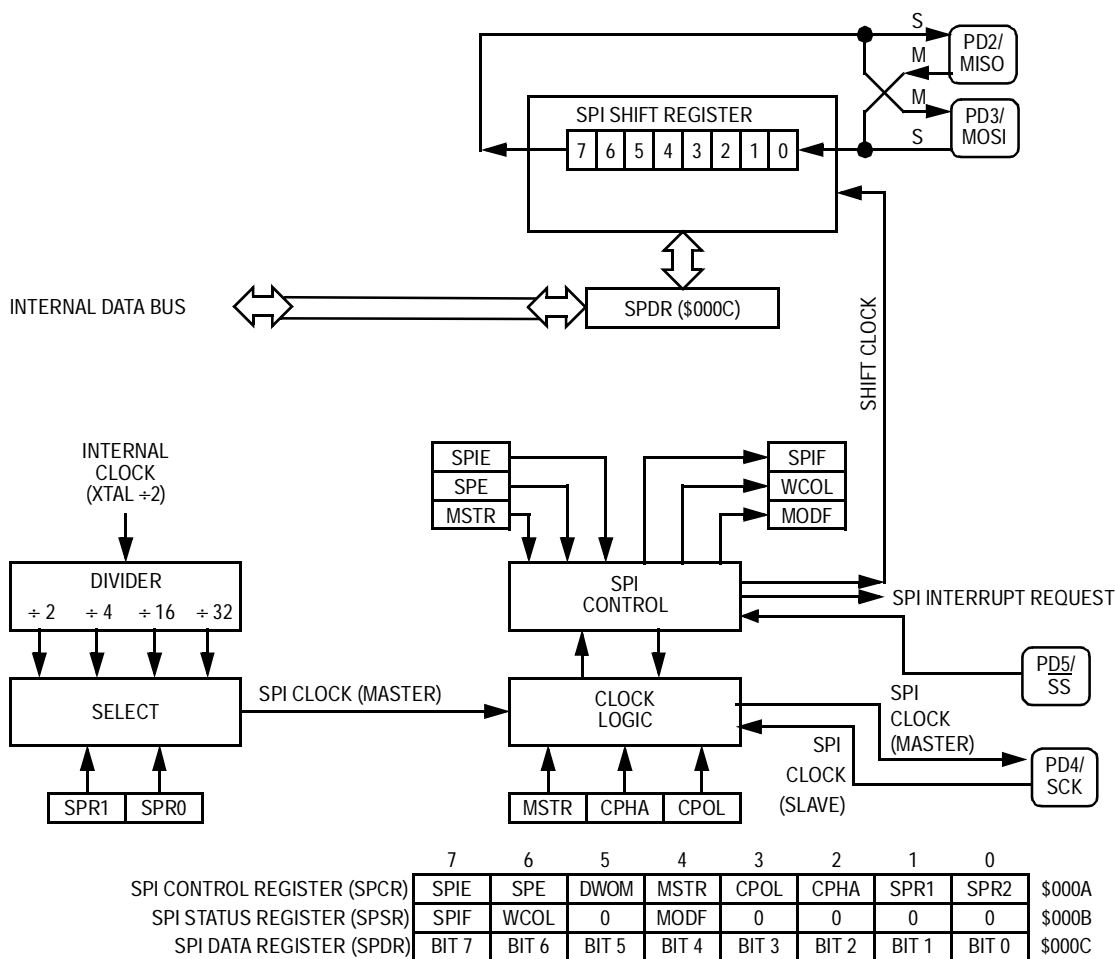 S
PD2/
MISO
M
M
PD3/
MOSI
S
SPI SHIFT REGISTER
7 6 5 4 3 2 1 0
INTERNAL DATA BUS
SPDR ($000C)
SHIFT CLOCK
INTERNAL
CLOCK
(XTAL ÷2)
SPIE
SPE
MSTR
SPIF
WCOL
MODF
DIVIDER
÷ 2 ÷ 4 ÷ 16 ÷ 32
SPI
CONTROL
SPI INTERRUPT REQUEST
PD5/
SS
SELECT
SPI CLOCK (MASTER)
CLOCK
LOGIC
SPI
CLOCK
(MASTER)
SPI
CLOCK
(SLAVE)
PD4/
SCK
SPR1 SPR0
MSTR CPHA CPOL
7 6 5 4 3 2 1 0
SPI CONTROL REGISTER (SPCR) SPIE SPE DWOM MSTR CPOL CPHA SPR1 SPR2 $000A
SPI STATUS REGISTER (SPSR) SPIF WCOL 0 MODF 0 0 0 0 $000B
SPI DATA REGISTER (SPDR) BIT 7 BIT 6 BIT 5 BIT 4 BIT 3 BIT 2 BIT 1 BIT 0 $000C